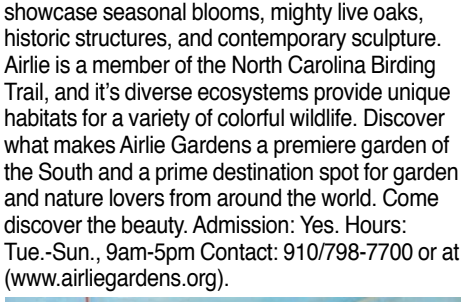 showcase seasonal blooms, mighty live oaks,
historic structures, and contemporary sculpture.
Airlie is a member of the North Carolina Birding
Trail, and it's diverse ecosystems provide unique
habitats for a variety of colorful wildlife. Discover
what makes Airlie Gardens a premiere garden of
the South and a prime destination spot for garden
and nature lovers from around the world. Come
discover the beauty. Admission: Yes. Hours:
Tue.-Sun., 9am-5pm Contact: 910/798-7700 or at
(www.airliegardens.org).